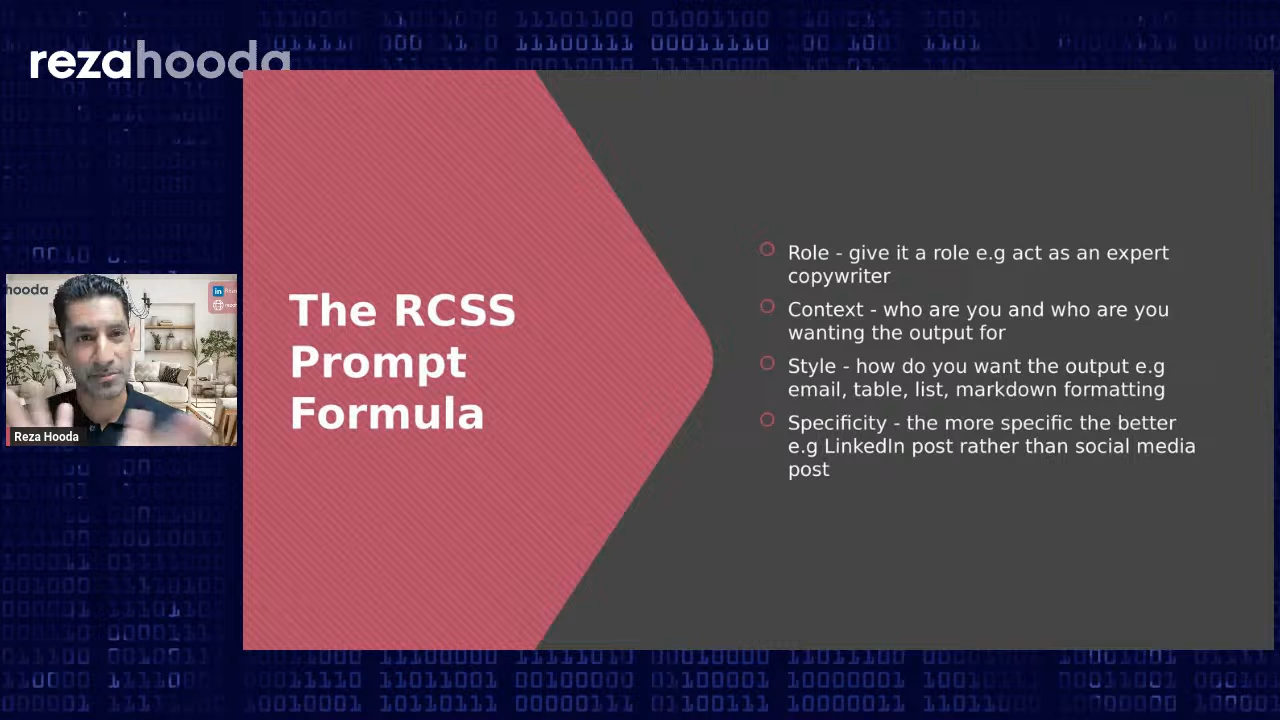 rezahooda
The RCSS
Prompt
Formula
Role - give it a role e.g act as an expert
copywriter
Context - who are you and who are you
wanting the output for
Style - how do you want the output e.g
email, table, list, markdown formatting
Specificity - the more specific the better
e.g LinkedIn post rather than social media
post
hooda
in
Reza Hooda